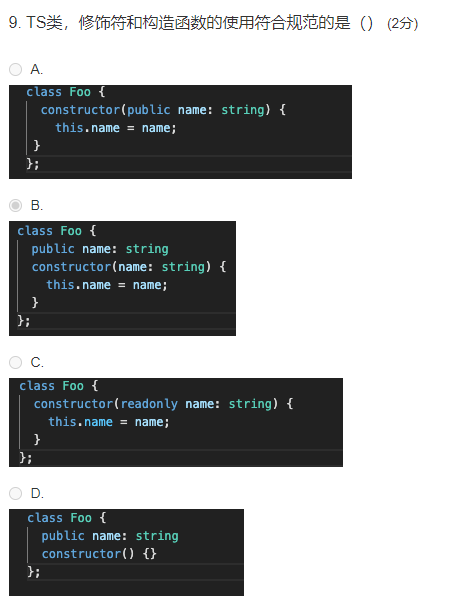 9. TS类，修饰符和构造函数的使用符合规范的是（） (2分)
A.
class Foo {
constructor(public name: string) {
this.name = name;
}
};
B.
class Foo {
public name: string
constructor(name: string) {
this.name = name;
}
};
C.
class Foo {
constructor(readonly name: string) {
this.name = name;
}
};
D.
class Foo {
public name: string
constructor() {}
};